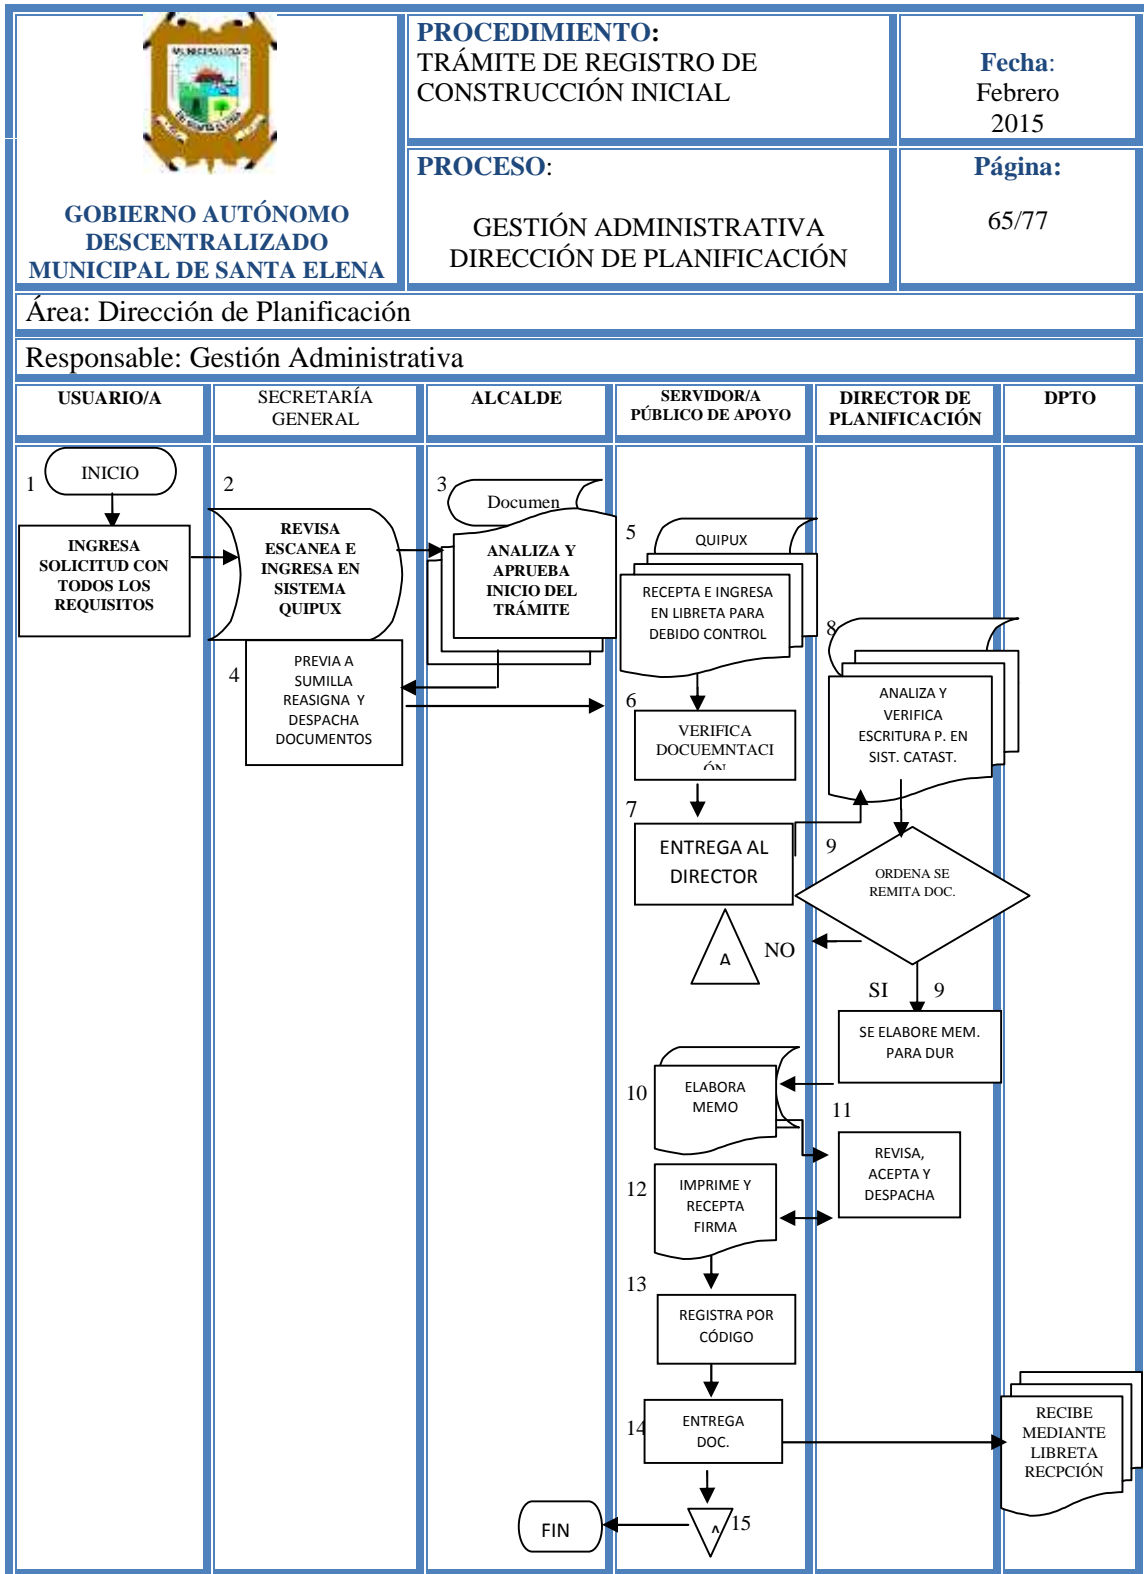 MUNICIPALIDAD
GOBIERNO AUTÓNOMO
DESCENTRALIZADO
MUNICIPAL DE SANTA ELENA
PROCEDIMIENTO:
TRÁMITE DE REGISTRO DE
CONSTRUCCIÓN INICIAL
Fecha:
Febrero
2015
PROCESO:
GESTIÓN ADMINISTRATIVA
DIRECCIÓN DE PLANIFICACIÓN
Página:
65/77
Área: Dirección de Planificación
Responsable: Gestión Administrativa
USUARIO/A
SECRETARÍA
GENERAL
ALCALDE
SERVIDOR/A
PÚBLICO DE APOYO
DIRECTOR DE
PLANIFICACIÓN
DPTO
1
INICIO
INGRESA
SOLICITUD CON
TODOS LOS
REQUISITOS
2
REVISA
ESCANEA E
INGRESA EN
SISTEMA
QUIPUX
3
Documen
ANALIZA Y
APRUEBA
INICIO DEL
TRÁMITE
4
PREVIA A
SUMILLA
REASIGNA Y
DESPACHA
DOCUMENTOS
5
QUIPUX
RECEPTA E INGRESA
EN LIBRETA PARA
DEBIDO CONTROL
6
VERIFICA
DOCUEMNTACI
ÓN
7
ENTREGA AL
DIRECTOR
8
ANALIZA Y
VERIFICA
ESCRITURA P. EN
SIST. CATAST.
9
ORDENA SE
REMITA DOC.
A
NO
SI
9
SE ELABORE MEM.
PARA DUR
10
ELABORA
MEMO
11
REVISA,
ACEPTA Y
DESPACHA
12
IMPRIME Y
RECEPTA
FIRMA
13
REGISTRA POR
CÓDIGO
14
ENTREGA
DOC.
RECIBE
MEDIANTE
LIBRETA
RECPCIÓN
15
FIN